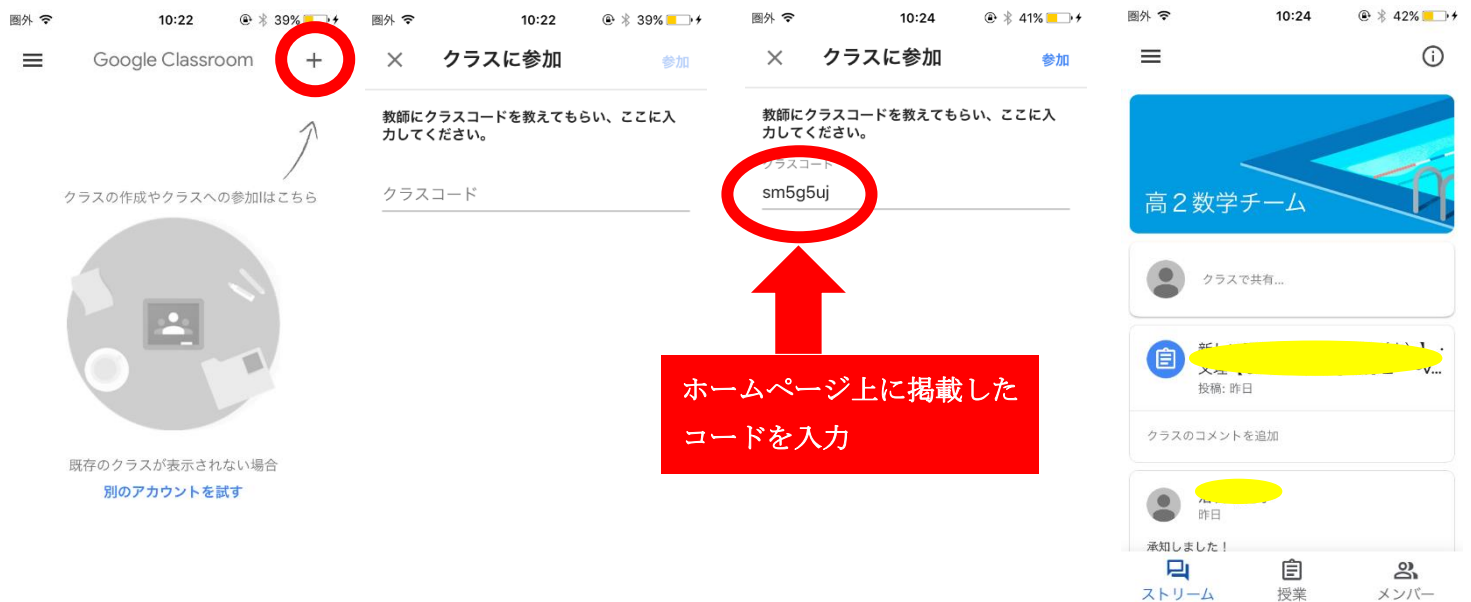 圏外 10:22 39%
Google Classroom
クラスの作成やクラスへの参加はこちら
既存のクラスが表示されない場合
別のアカウントを試す
圏外 10:22 39%
クラスに参加 参加
教師にクラスコードを教えてもらい、ここに入
力してください。
クラスコード
圏外 10:24 41%
クラスに参加 参加
教師にクラスコードを教えてもらい、ここに入
力してください。
クラスコード
sm5g5uj
ホームページ上に掲載した
コードを入力
圏外 10:24 42%
高2数学チーム
クラスで共有...
投稿: 昨日
クラスのコメントを追加
昨日
承知しました！
ストリーム 授業 メンバー